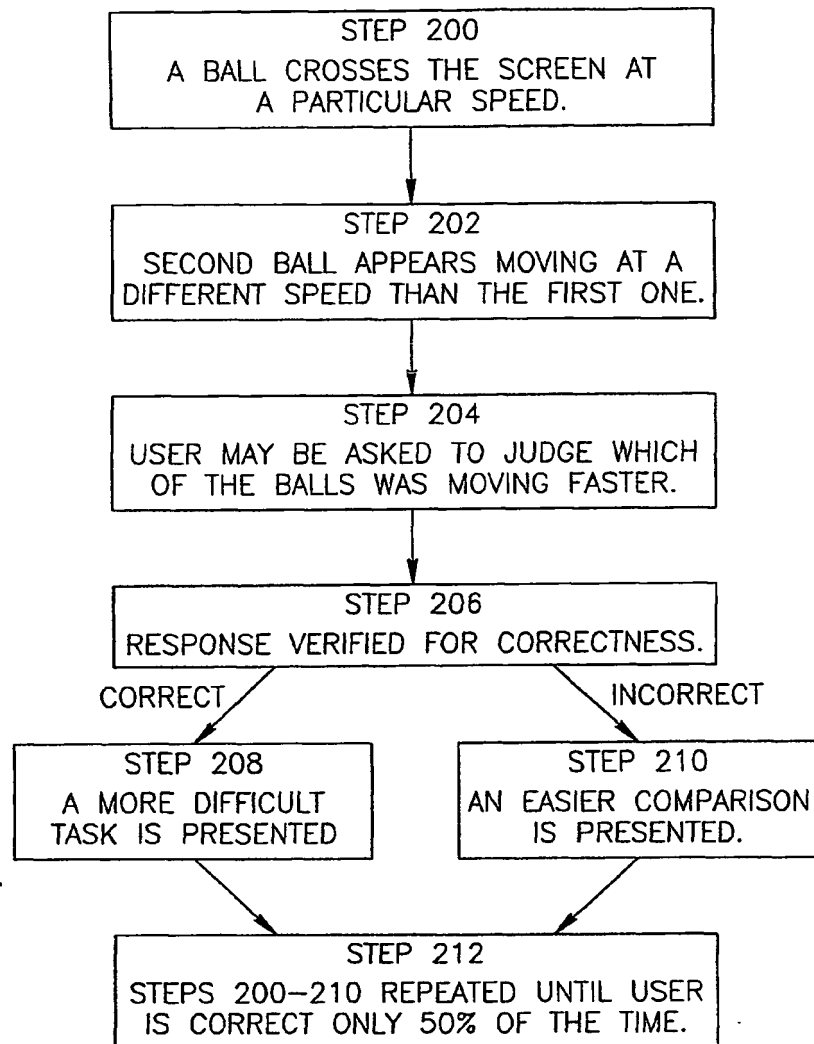 STEP 200
A BALL CROSSES THE SCREEN AT
A PARTICULAR SPEED.
STEP 202
SECOND BALL APPEARS MOVING AT A
DIFFERENT SPEED THAN THE FIRST ONE.
STEP 204
USER MAY BE ASKED TO JUDGE WHICH
OF THE BALLS WAS MOVING FASTER.
STEP 206
RESPONSE VERIFIED FOR CORRECTNESS.
CORRECT
INCORRECT
STEP 208
A MORE DIFFICULT
TASK IS PRESENTED
STEP 210
AN EASIER COMPARISON
IS PRESENTED.
STEP 212
STEPS 200-210 REPEATED UNTIL USER
IS CORRECT ONLY 50% OF THE TIME.